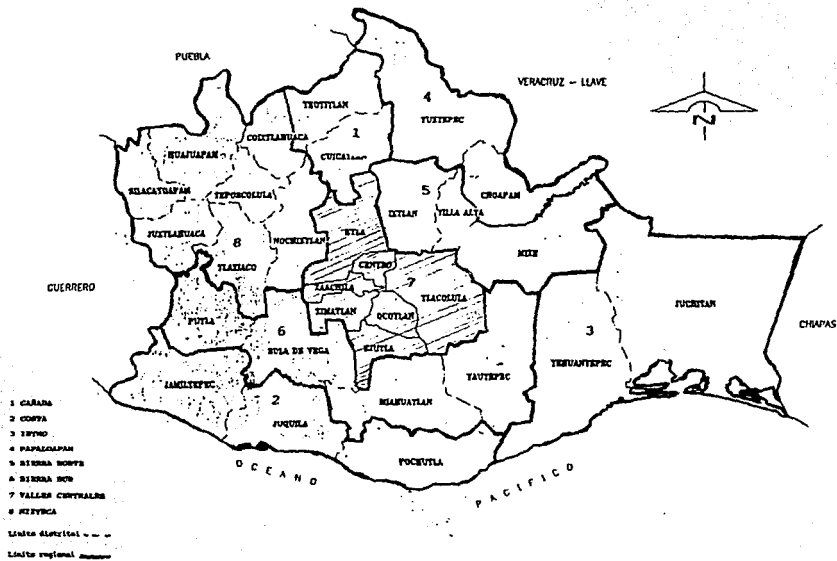 PUEBLA
VERACRUZ - LLAVE
TEOTITLAN
4
TUXTEPEC
N
COIXTLAHUACA
1
CUICATLAN
HUAJUAPAM
SILACAYOAPAM
TEPOSCOLULA
5
CHOAPAM
IXTLAN
VILLA ALTA
JUXTLAHUACA
8
NOCHIXTLAN
ETLA
MIXE
TLAXIACO
CENTRO
7
GUERRERO
ZAACHILA
TLACOLULA
JUCHITAN
PUTLA
ZIMATLAN
OCOTLAN
CHIAPAS
6
SOLA DE VEGA
EJUTLA
3
YAUTEPEC
TEHUANTEPEC
JAMILTEPEC
2
JUQUILA
MIAHUATLAN
POCHUTLA
OCEANO PACIFICO
1 CAÑADA
2 COSTA
3 ISTMO
4 PAPALOAPAN
5 SIERRA NORTE
6 SIERRA SUR
7 VALLES CENTRALES
8 MIXTECA
Limite distrital
Limite regional